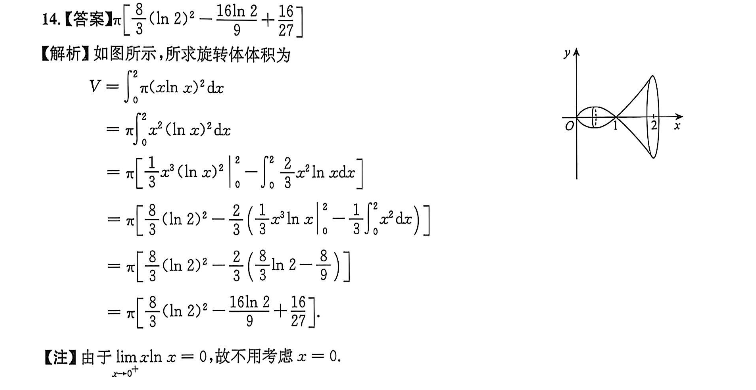 14.【答案】π[8/3(ln 2)² − 16ln 2/9 + 16/27]
【解析】如图所示,所求旋转体体积为
V = ∫₀² π(xln x)² dx
= π∫₀² x²(ln x)² dx
= π[1/3 x³(ln x)²|₀² − ∫₀² 2/3 x² ln xdx]
= π[8/3(ln 2)² − 2/3(1/3 x³ln x|₀² − 1/3∫₀² x² dx)]
= π[8/3(ln 2)² − 2/3(8/3 ln 2 − 8/9)]
= π[8/3(ln 2)² − 16ln 2/9 + 16/27].
【注】由于 lim_{x→0⁺} xln x = 0,故不用考虑 x = 0.
y
O 1 2 x